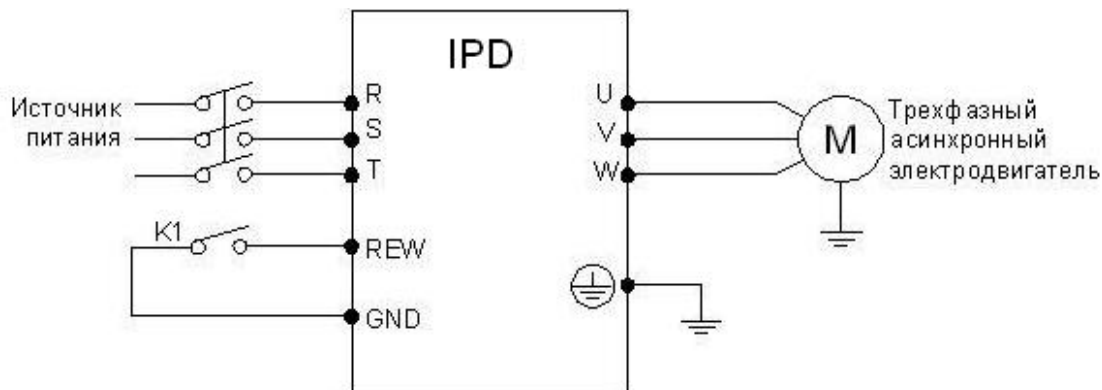 IPD
Источник
питания
R
S
T
K1
REW
GND
U
V
W
M
Трехфазный
асинхронный
электродвигатель